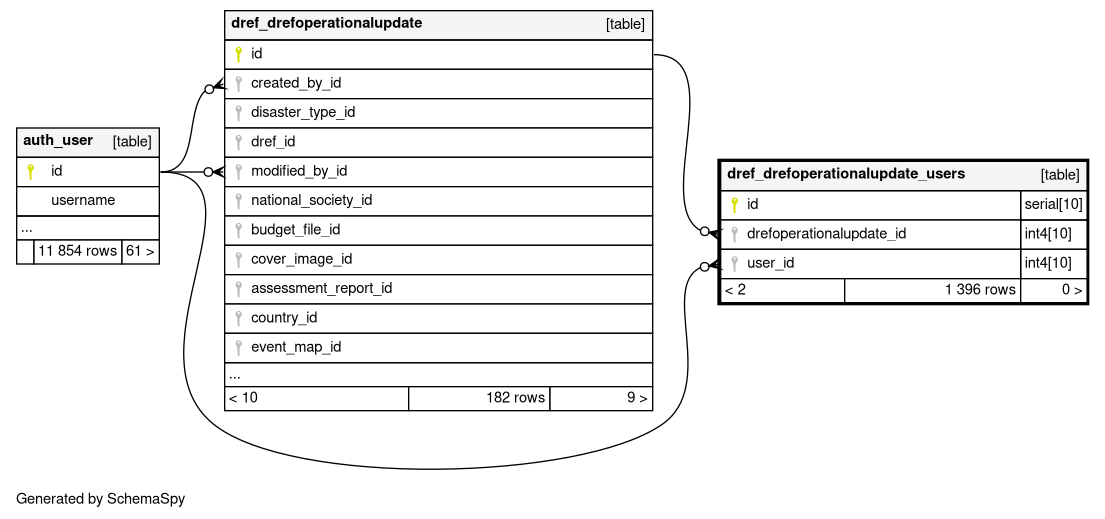 dref_drefoperationalupdate [table]
id
created_by_id
disaster_type_id
dref_id
modified_by_id
national_society_id
budget_file_id
cover_image_id
assessment_report_id
country_id
event_map_id
...
< 10 182 rows 9 >
auth_user [table]
id
username
...
11 854 rows 61 >
dref_drefoperationalupdate_users [table]
id serial[10]
drefoperationalupdate_id int4[10]
user_id int4[10]
< 2 1 396 rows 0 >
Generated by SchemaSpy